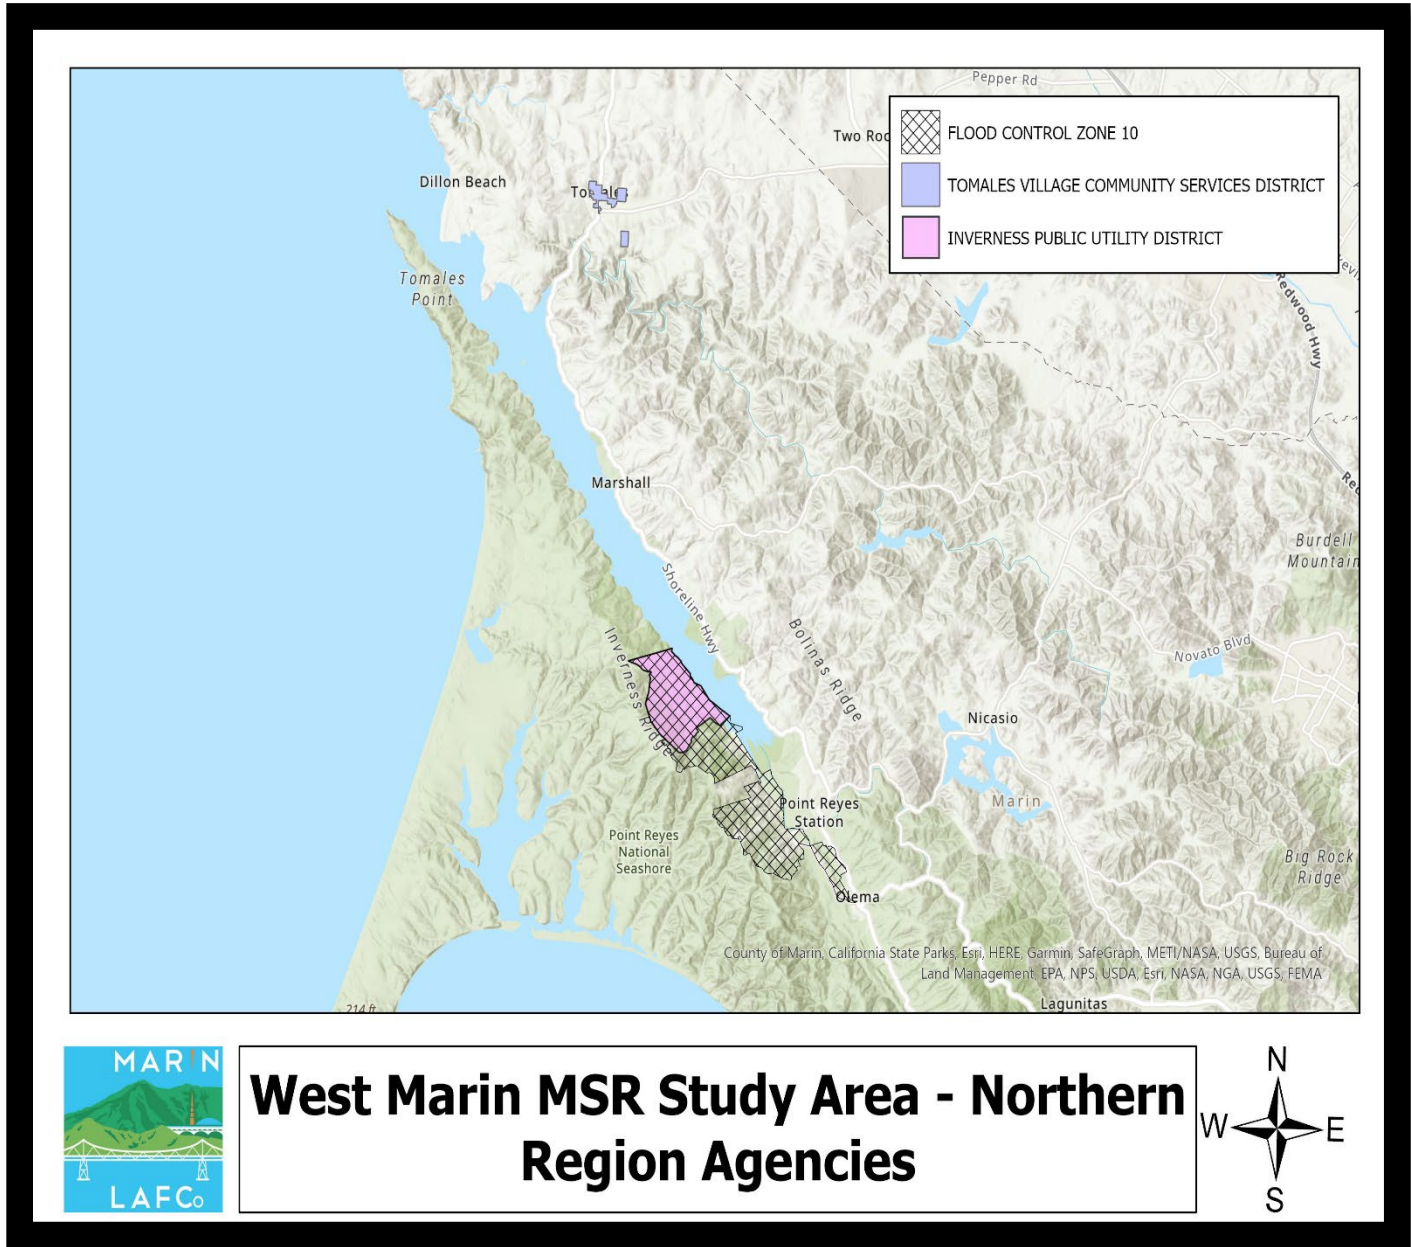 Pepper Rd
Two Roc
FLOOD CONTROL ZONE 10
TOMALES VILLAGE COMMUNITY SERVICES DISTRICT
INVERNESS PUBLIC UTILITY DISTRICT
Dillon Beach
Tomales
Tomales
Point
Redwood Hwy
Marshall
Burdell
Mountain
Shoreline Hwy
Bolinas Ridge
Inverness Ridge
Novato Blvd
Nicasio
Marin
Point Reyes
Station
Point Reyes
National
Seashore
Big Rock
Ridge
Olema
County of Marin, California State Parks, Esri, HERE, Garmin, SafeGraph, METI/NASA, USGS, Bureau of
Land Management, EPA, NPS, USDA, Esri, NASA, NGA, USGS, FEMA
Lagunitas
214 ft
MARIN
LAFCo
West Marin MSR Study Area - Northern
Region Agencies
N
W E
S